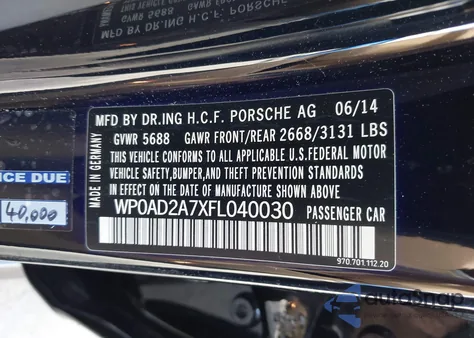 MFD BY DR.ING H.C.F. PORSCHE AG 06/14
GVWR 5688 GAWR FRONT/REAR 2668/3131 LBS
THIS VEHICLE CONFORMS TO ALL APPLICABLE U.S.FEDERAL MOTOR
VEHICLE SAFETY,BUMPER,AND THEFT PREVENTION STANDARDS IN
EFFECT ON THE DATE OF MANUFACTURE SHOWN ABOVE.
WP0AD2A7XFL040030 PASSENGER CAR
970.701.112.20
MADE IN GERMANY
NCE DUE
40,000
autoSnap